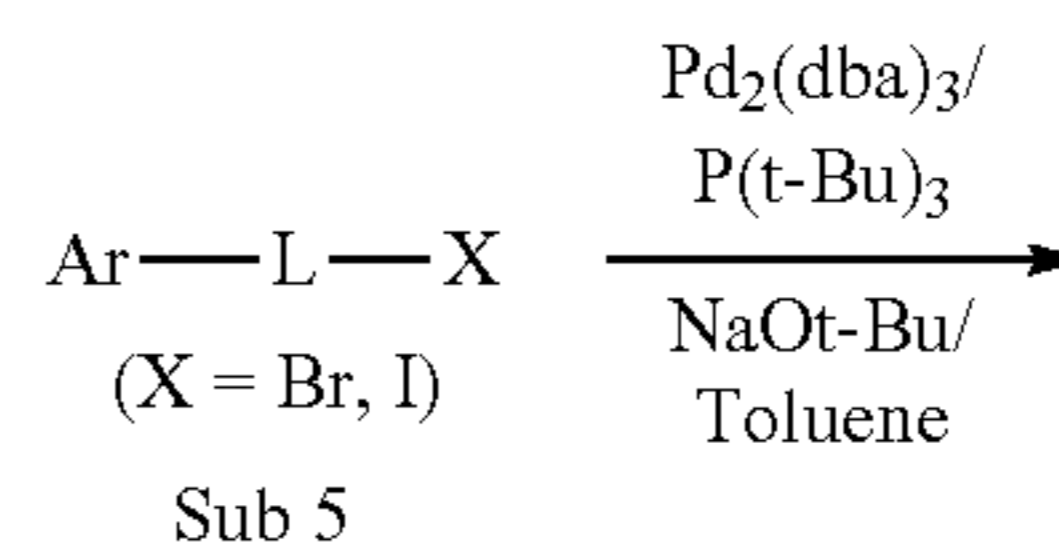 Pd₂(dba)₃/
P(t-Bu)₃
Ar—L—X
NaOt-Bu/
(X = Br, I)
Toluene
Sub 5